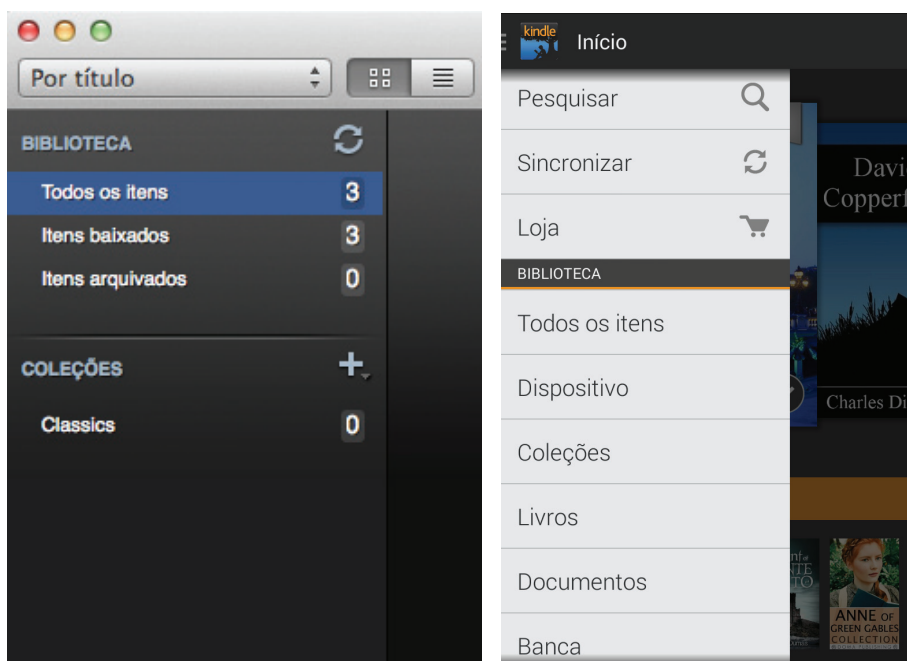 Por título
BIBLIOTECA
Todos os itens 3
Itens baixados 3
Itens arquivados 0
COLEÇÕES
Classics 0
kindle Início
Pesquisar
Sincronizar
Loja
BIBLIOTECA
Todos os itens
Dispositivo
Coleções
Livros
Documentos
Banca
Davi
Copperf
Charles Di
ANNE OF
GREEN GABLES
COLLECTION